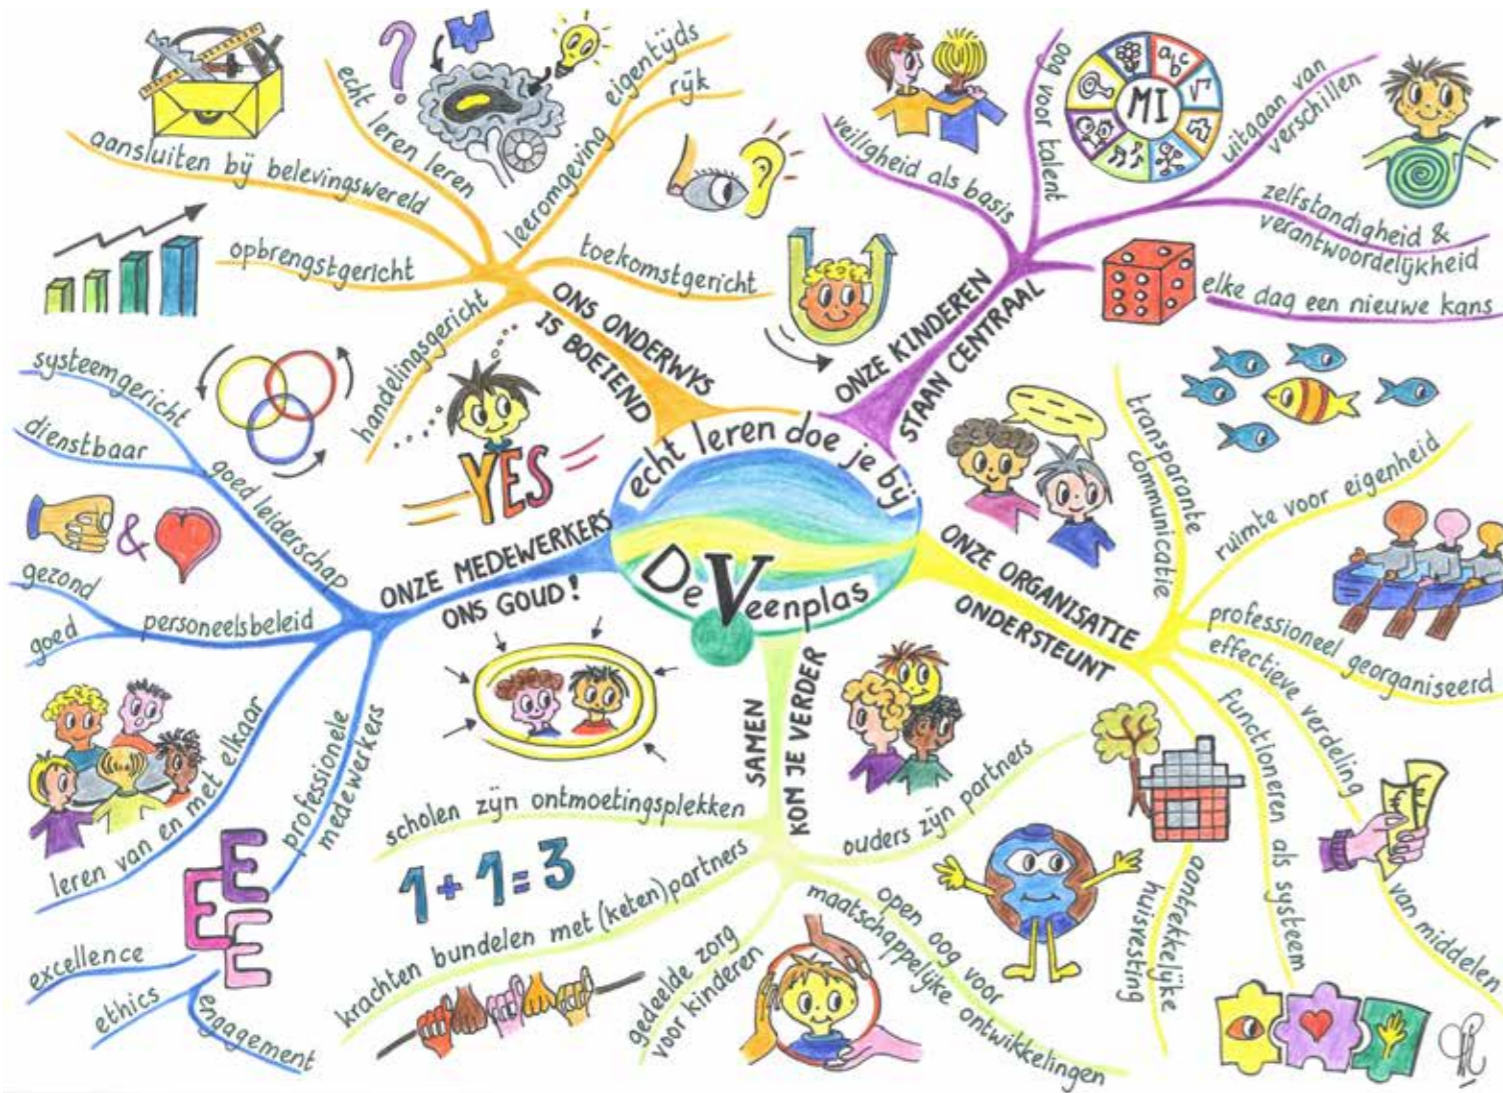 echt leren doe je bij
De Veenplas
ONS ONDERWYS
IS BOEIEND
aansluiten bij belevingswereld
echt leren leren
?
leeromgeving
eigentijds
rijk
opbrengstgericht
toekomstgericht
handelingsgericht
YES
ONZE KINDEREN
STAAN CENTRAAL
veiligheid als basis
oog voor talent
MI
abc
√
uitgaan van
verschillen
zelfstandigheid &
verantwoordelijkheid
elke dag een nieuwe kans
ONZE ORGANISATIE
ONDERSTEUNT
transparante
communicatie
ruimte voor eigenheid
professioneel georganiseerd
effectieve verdeling
van middelen
functioneren als systeem
aantrekkelijke
huisvesting
SAMEN
KOM JE VERDER
ouders zijn partners
open oog voor
maatschappelijke ontwikkelingen
gedeelde zorg
voor kinderen
krachten bundelen met (keten)partners
scholen zijn ontmoetingsplekken
1+1=3
ONZE MEDEWERKERS
ONS GOUD!
goed leiderschap
systeemgericht
dienstbaar
&
personeelsbeleid
gezond
goed
leren van en met elkaar
professionele
medewerkers
E
E
E
E
excellence
ethics
engagement